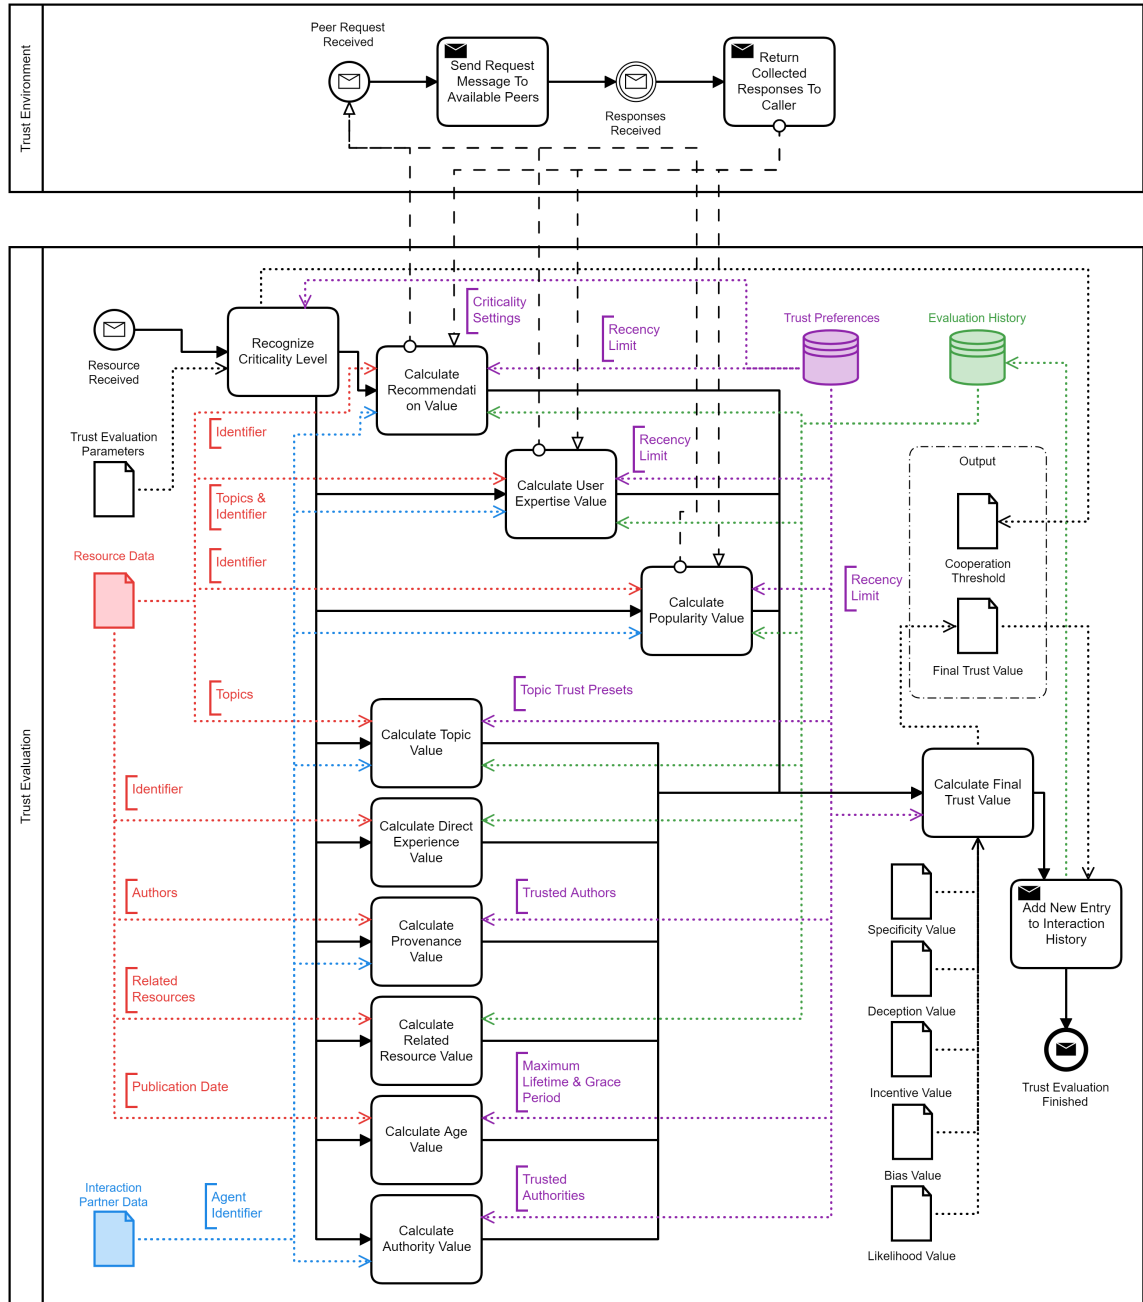 Trust Environment
Peer Request
Received
Send Request
Message To
Available Peers
Responses
Received
Return
Collected
Responses To
Caller
Trust Evaluation
Resource
Received
Recognize
Criticality Level
Criticality
Settings
Recency
Limit
Trust Preferences
Evaluation History
Calculate
Recommendati
on Value
Trust Evaluation
Parameters
Identifier
Recency
Limit
Output
Topics &
Identifier
Calculate User
Expertise Value
Cooperation
Threshold
Resource Data
Identifier
Calculate
Popularity Value
Recency
Limit
Final Trust Value
Topics
Topic Trust Presets
Calculate Topic
Value
Identifier
Calculate Final
Trust Value
Calculate Direct
Experience
Value
Authors
Trusted Authors
Calculate
Provenance
Value
Specificity Value
Add New Entry
to Interaction
History
Related
Resources
Deception Value
Calculate
Related
Resource Value
Maximum
Lifetime & Grace
Period
Publication Date
Incentive Value
Trust Evaluation
Finished
Calculate Age
Value
Bias Value
Interaction
Partner Data
Agent
Identifier
Trusted
Authorities
Calculate
Authority Value
Likelihood Value